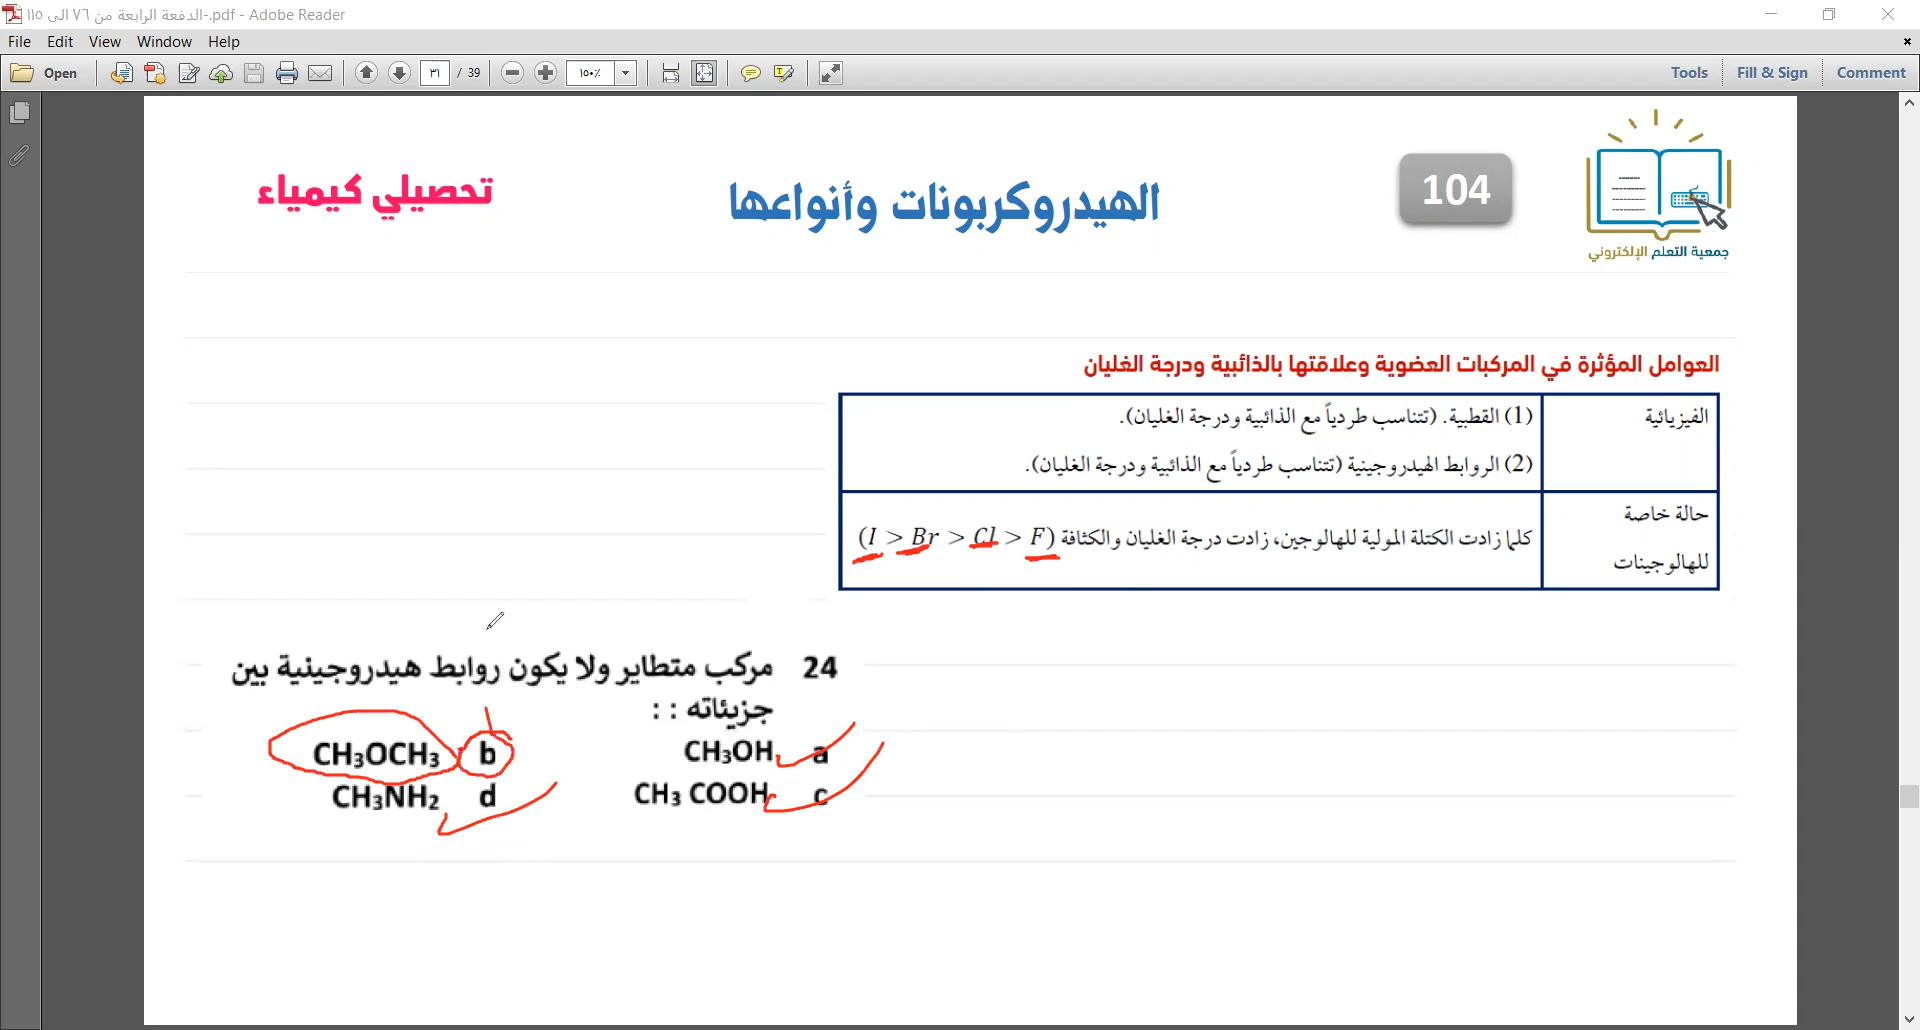 الدفعة الرابعة من ٧٦ الى ١١٥-.pdf - Adobe Reader
File Edit View Window Help
Open ٣١ / 39 ١٥٠٪ Tools Fill & Sign Comment
تحصيلي كيمياء
الهيدروكربونات وأنواعها
104
جمعية التعلم الإلكتروني
العوامل المؤثرة في المركبات العضوية وعلاقتها بالذائبية ودرجة الغليان
الفيزيائية
(1) القطبية. (تتناسب طردياً مع الذائبية ودرجة الغليان).
(2) الروابط الهيدروجينية (تتناسب طردياً مع الذائبية ودرجة الغليان).
حالة خاصة
للهالوجينات
كلما زادت الكتلة المولية للهالوجين، زادت درجة الغليان والكثافة (I > Br > Cl > F)
24 مركب متطاير ولا يكون روابط هيدروجينية بين
جزيئاته : :
a CH₃OH b CH₃OCH₃
c CH₃ COOH d CH₃NH₂